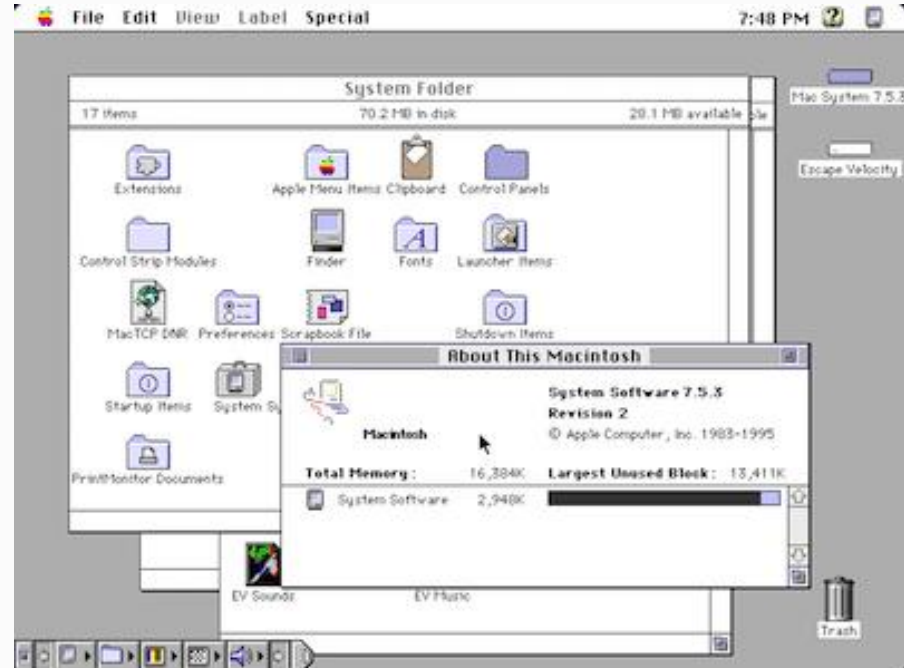 File Edit View Label Special 7:48 PM
System Folder
17 items 70.2 MB in disk 20.1 MB available
Mac System 7.5.3
Escape Velocity
Extensions Apple Menu Items Clipboard Control Panels
Control Strip Modules Finder Fonts Launcher Items
MacTCP DNR Preferences Scrapbook File Shutdown Items
Startup Items System
PrintMonitor Documents
About This Macintosh
System Software 7.5.3
Revision 2
Macintosh © Apple Computer, Inc. 1983-1995
Total Memory : 16,384K Largest Unused Block : 13,411K
System Software 2,948K
EV Sounds EV Music
Trash